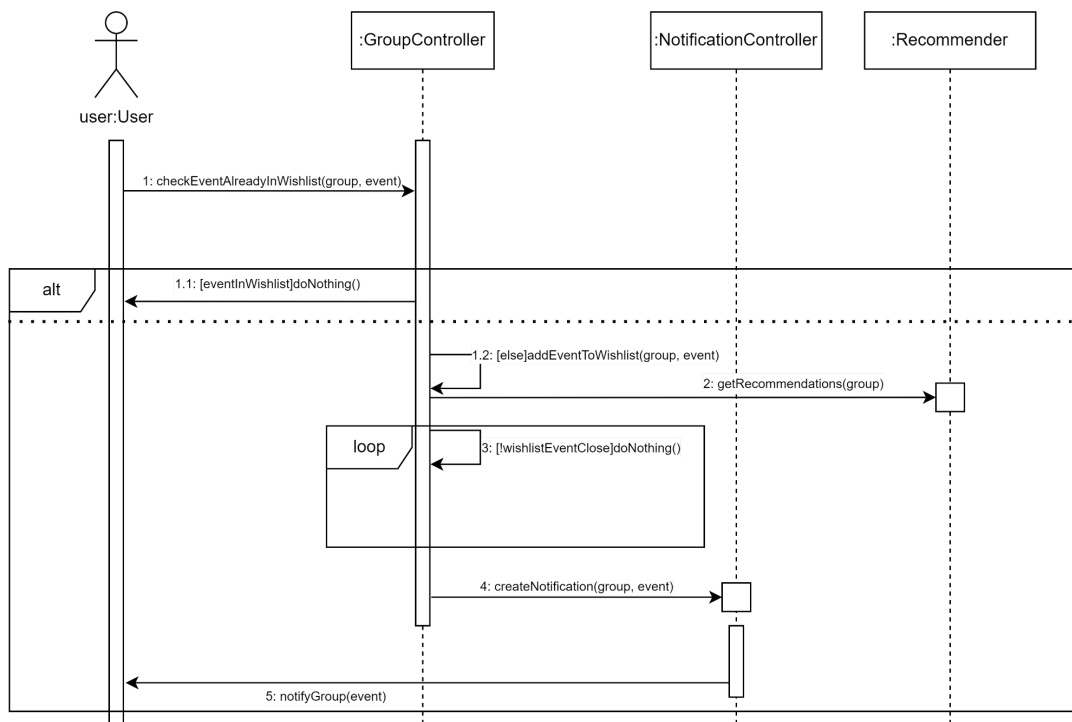 :GroupController
:NotificationController
:Recommender
user:User
1: checkEventAlreadyInWishlist(group, event)
1.1: [eventInWishlist]doNothing()
alt
1.2: [else]addEventToWishlist(group, event)
2: getRecommendations(group)
loop
3: [!wishlistEventClose]doNothing()
4: createNotification(group, event)
5: notifyGroup(event)